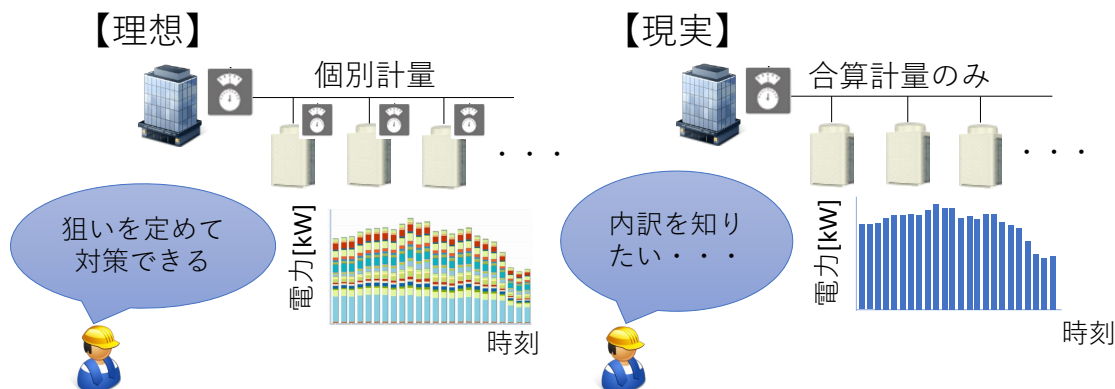 【理想】
個別計量
・・・
狙いを定めて
対策できる
電力[kW]
時刻
【現実】
合算計量のみ
・・・
内訳を知り
たい・・・
電力[kW]
時刻